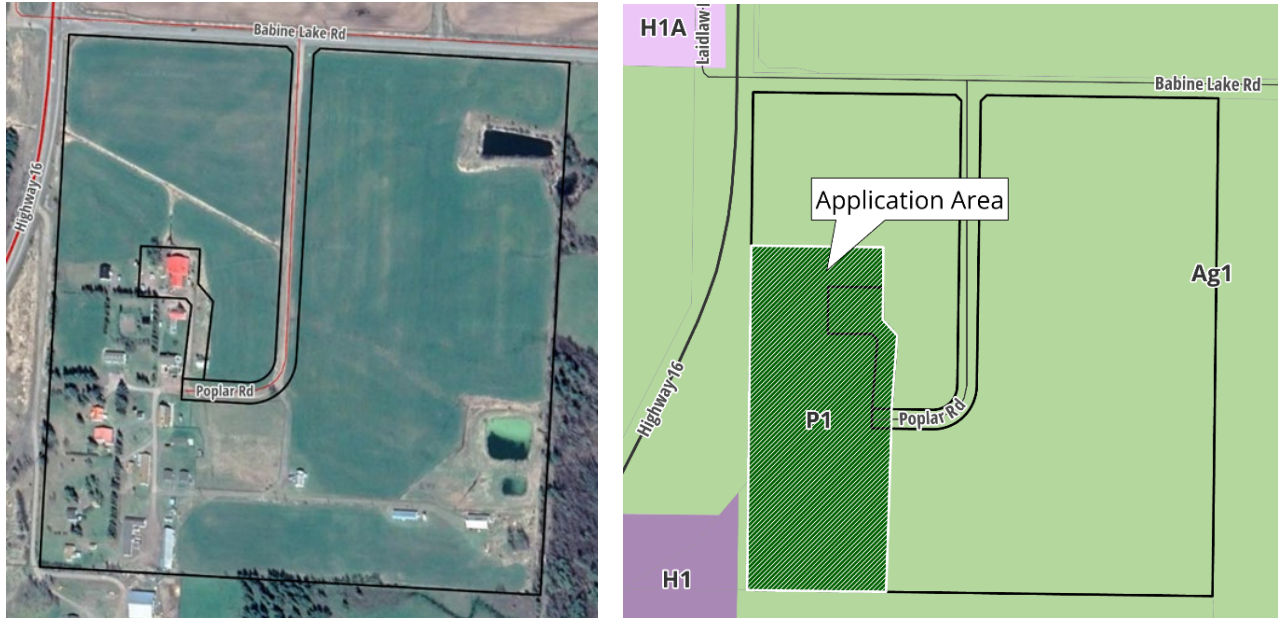 Babine Lake Rd
Highway 16
Poplar Rd
H1A
Laidlaw
Babine Lake Rd
Application Area
Ag1
Highway 16
Poplar Rd
P1
H1